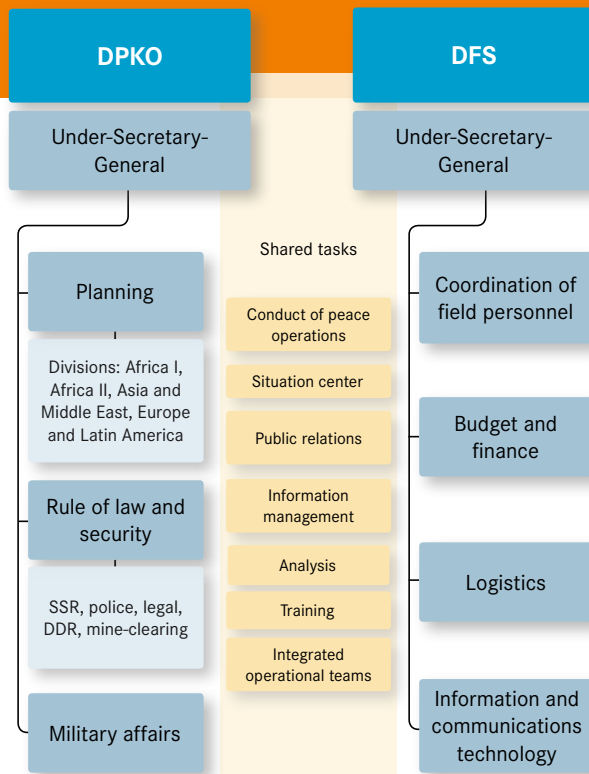 DPKO
Under-Secretary-
General
Planning
Divisions: Africa I,
Africa II, Asia and
Middle East, Europe
and Latin America
Rule of law and
security
SSR, police, legal,
DDR, mine-clearing
Military affairs
Shared tasks
Conduct of peace
operations
Situation center
Public relations
Information
management
Analysis
Training
Integrated
operational teams
DFS
Under-Secretary-
General
Coordination of
field personnel
Budget and
finance
Logistics
Information and
communications
technology